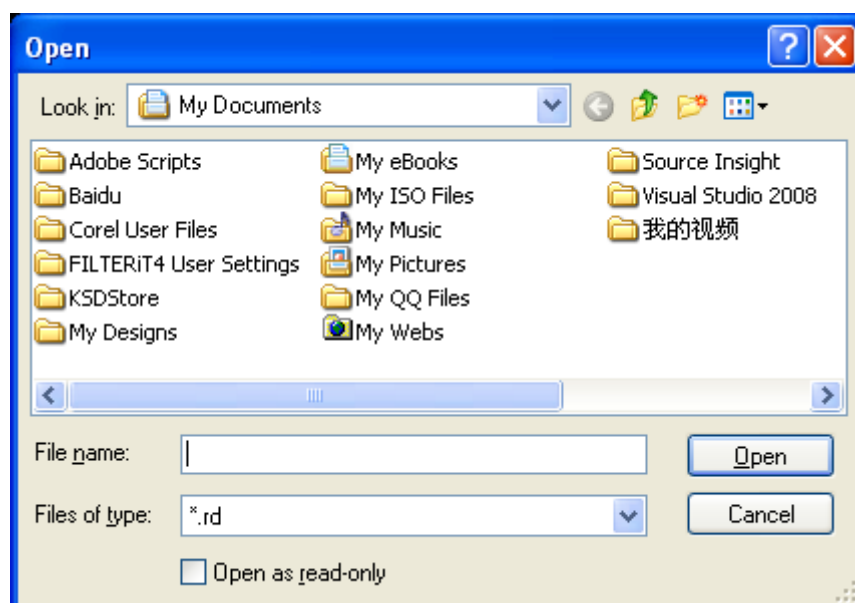 Open
Look in: My Documents
Adobe Scripts
Baidu
Corel User Files
FILTERiT4 User Settings
KSDStore
My Designs
My eBooks
My ISO Files
My Music
My Pictures
My QQ Files
My Webs
Source Insight
Visual Studio 2008
我的视频
File name:
Open
Files of type: *.rd
Cancel
Open as read-only